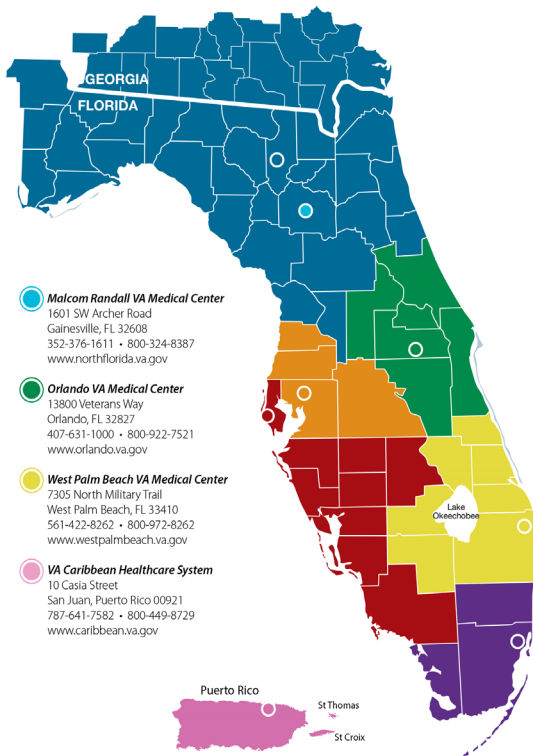 GEORGIA
FLORIDA
Malcom Randall VA Medical Center
1601 SW Archer Road
Gainesville, FL 32608
352-376-1611 • 800-324-8387
www.northflorida.va.gov
Orlando VA Medical Center
13800 Veterans Way
Orlando, FL 32827
407-631-1000 • 800-922-7521
www.orlando.va.gov
West Palm Beach VA Medical Center
7305 North Military Trail
West Palm Beach, FL 33410
561-422-8262 • 800-972-8262
www.westpalmbeach.va.gov
Lake
Okeechobee
VA Caribbean Healthcare System
10 Casia Street
San Juan, Puerto Rico 00921
787-641-7582 • 800-449-8729
www.caribbean.va.gov
Puerto Rico
St Thomas
St Croix